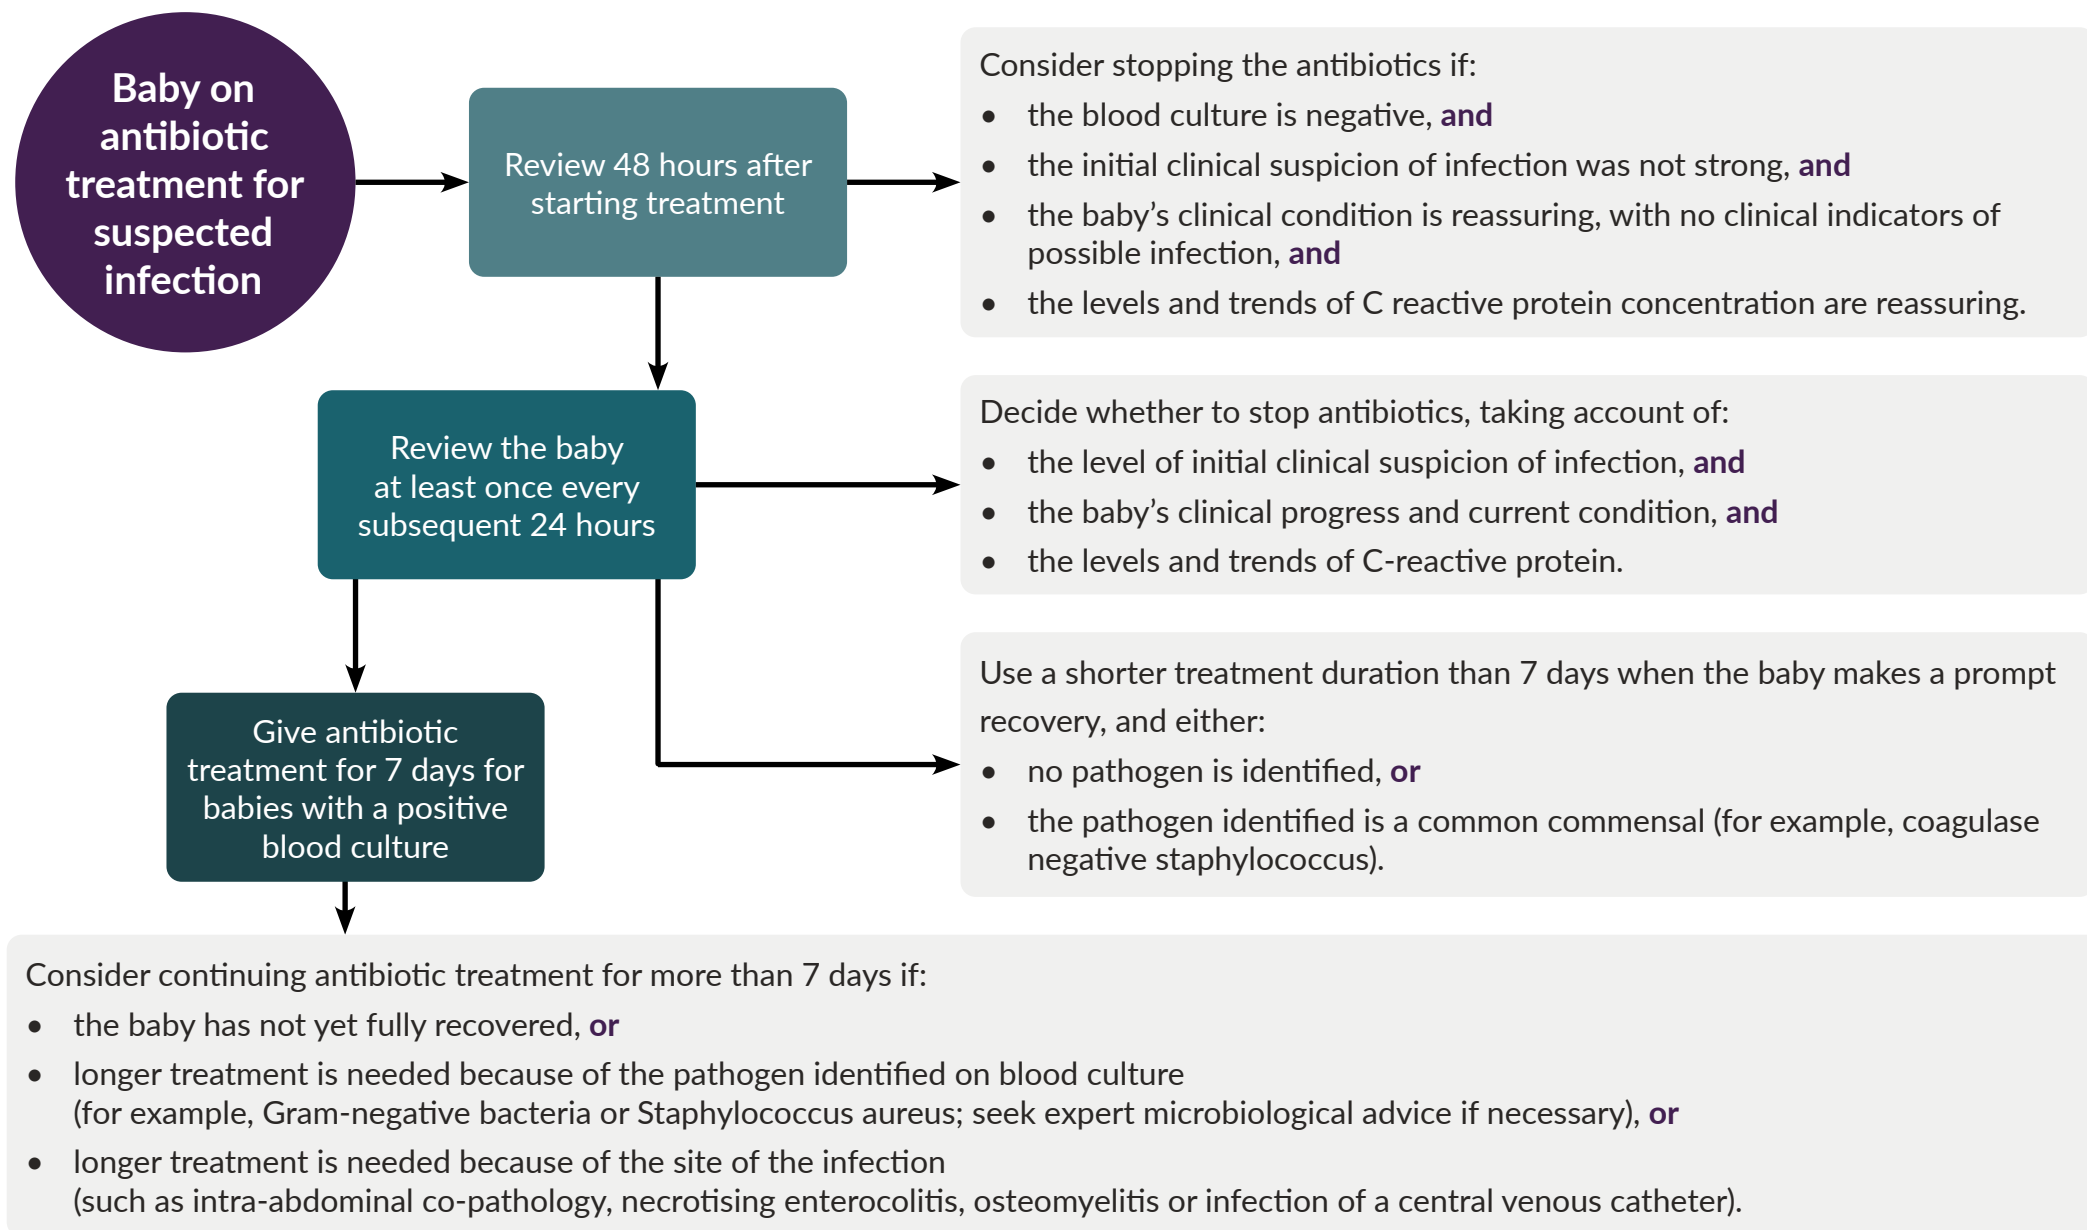 Baby on
antibiotic
treatment for
suspected
infection
Review 48 hours after
starting treatment
Consider stopping the antibiotics if:
• the blood culture is negative, and
• the initial clinical suspicion of infection was not strong, and
• the baby’s clinical condition is reassuring, with no clinical indicators of
possible infection, and
• the levels and trends of C reactive protein concentration are reassuring.
Review the baby
at least once every
subsequent 24 hours
Decide whether to stop antibiotics, taking account of:
• the level of initial clinical suspicion of infection, and
• the baby’s clinical progress and current condition, and
• the levels and trends of C-reactive protein.
Use a shorter treatment duration than 7 days when the baby makes a prompt
recovery, and either:
• no pathogen is identified, or
• the pathogen identified is a common commensal (for example, coagulase
negative staphylococcus).
Give antibiotic
treatment for 7 days for
babies with a positive
blood culture
Consider continuing antibiotic treatment for more than 7 days if:
• the baby has not yet fully recovered, or
• longer treatment is needed because of the pathogen identified on blood culture
(for example, Gram-negative bacteria or Staphylococcus aureus; seek expert microbiological advice if necessary), or
• longer treatment is needed because of the site of the infection
(such as intra-abdominal co-pathology, necrotising enterocolitis, osteomyelitis or infection of a central venous catheter).